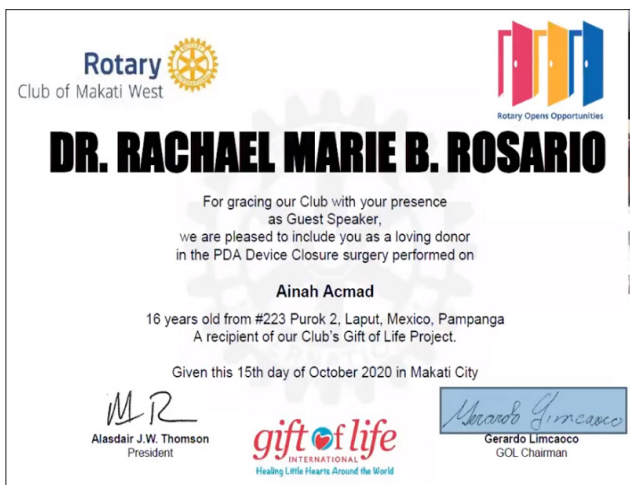 Rotary
Club of Makati West
Rotary Opens Opportunities
DR. RACHAEL MARIE B. ROSARIO
For gracing our Club with your presence
as Guest Speaker,
we are pleased to include you as a loving donor
in the PDA Device Closure surgery performed on
Ainah Acmad
16 years old from #223 Purok 2, Laput, Mexico, Pampanga
A recipient of our Club's Gift of Life Project.
Given this 15th day of October 2020 in Makati City
Alasdair J.W. Thomson
President
gift of life
INTERNATIONAL
Healing Little Hearts Around the World
Gerardo Limcaoco
Gerardo Limcaoco
GOL Chairman